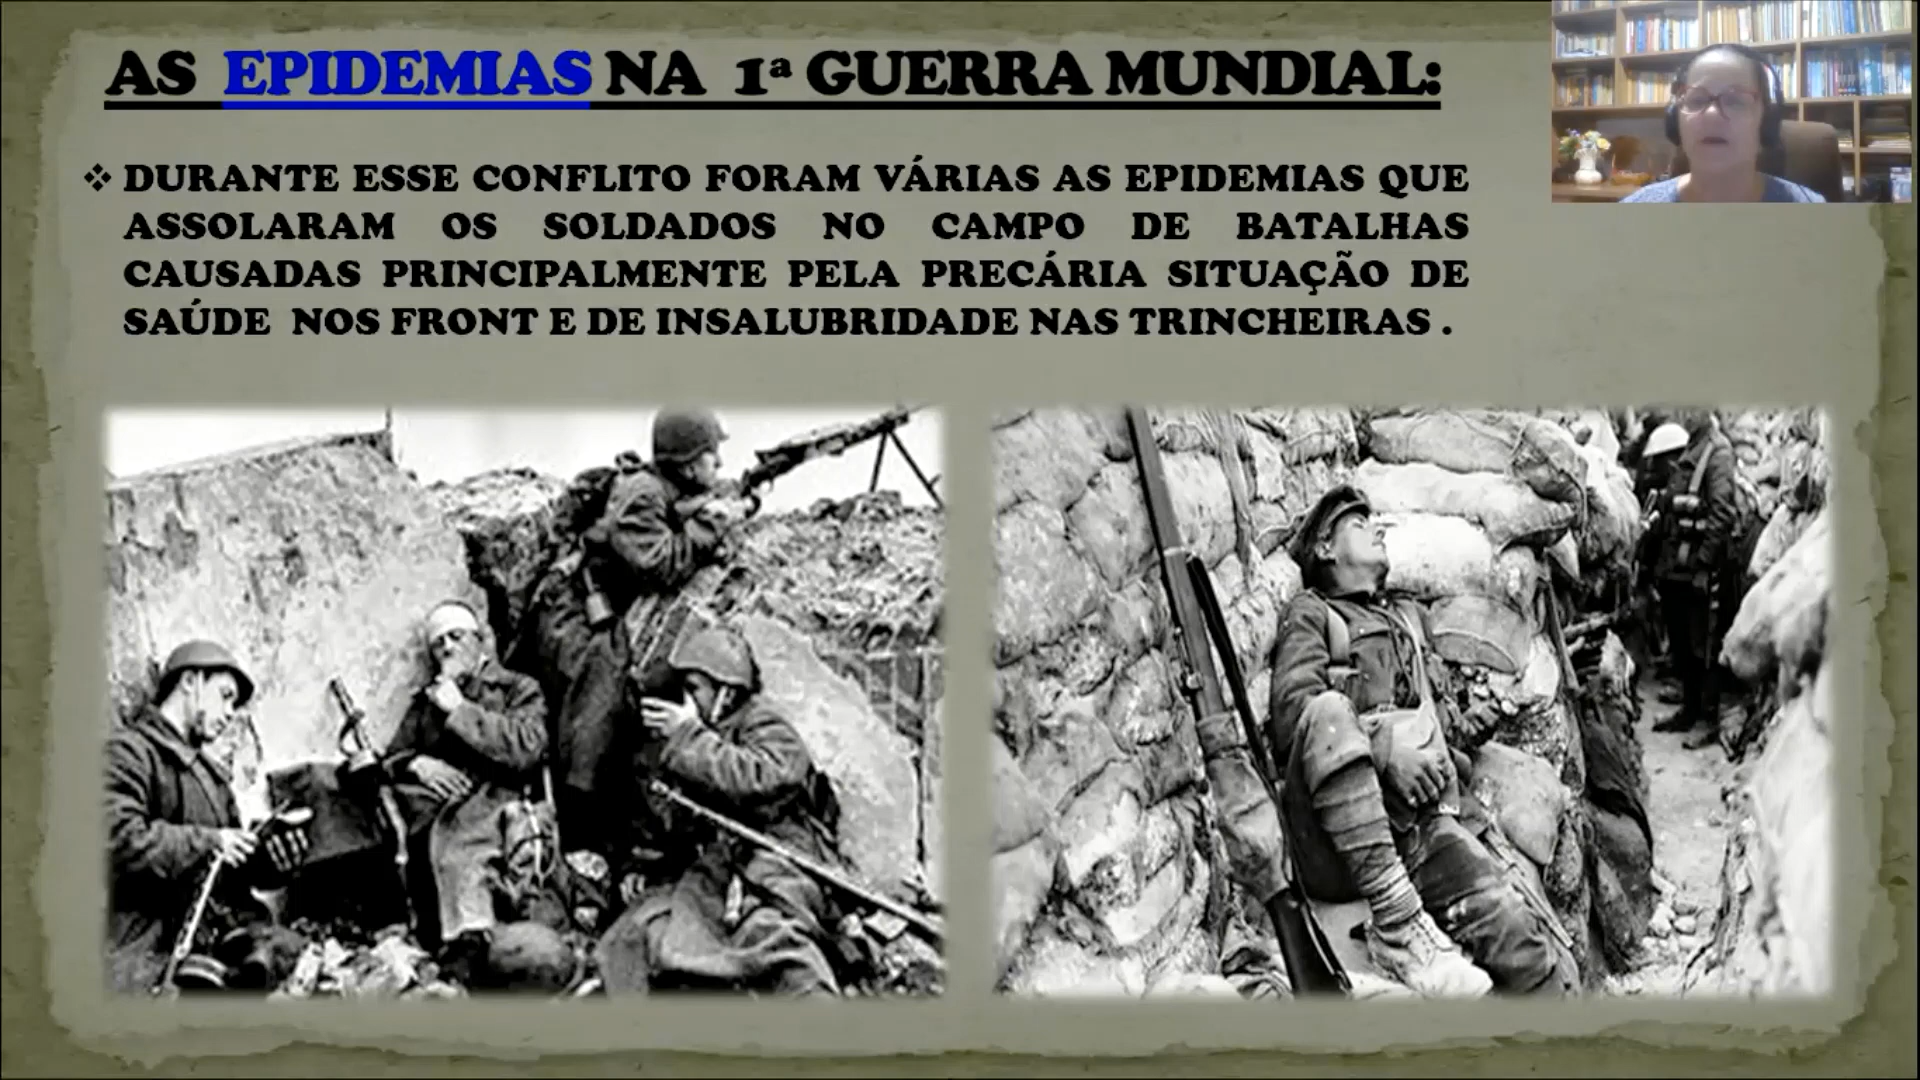 AS EPIDEMIAS NA 1ª GUERRA MUNDIAL:
DURANTE ESSE CONFLITO FORAM VÁRIAS AS EPIDEMIAS QUE
ASSOLARAM OS SOLDADOS NO CAMPO DE BATALHAS
CAUSADAS PRINCIPALMENTE PELA PRECÁRIA SITUAÇÃO DE
SAÚDE NOS FRONT E DE INSALUBRIDADE NAS TRINCHEIRAS .